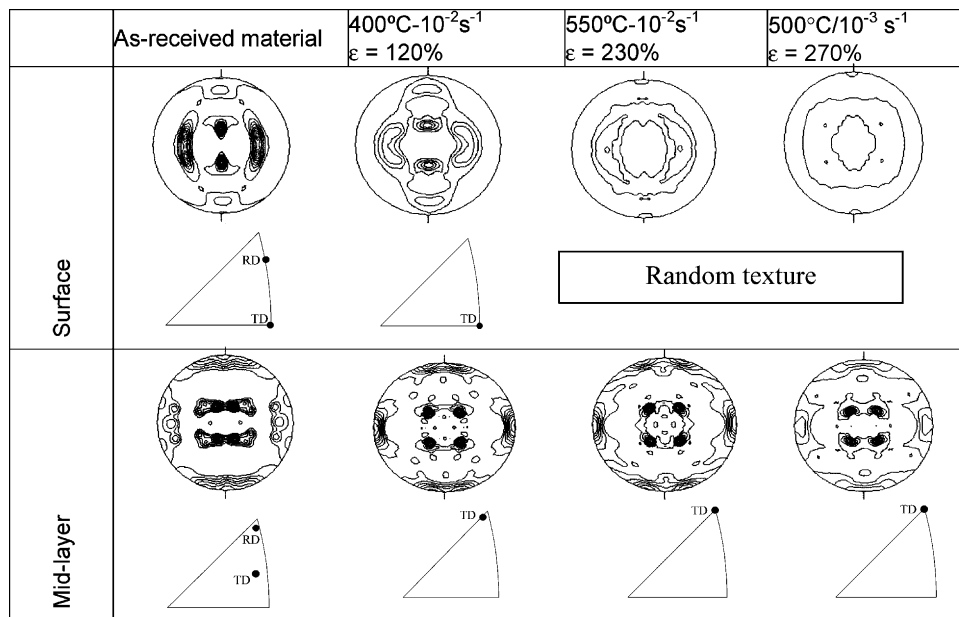 As-received material
400ºC-10⁻²s⁻¹
ε = 120%
550ºC-10⁻²s⁻¹
ε = 230%
500°C/10⁻³ s⁻¹
ε = 270%
Surface
RD
TD
TD
Random texture
Mid-layer
RD
TD
TD
TD
TD